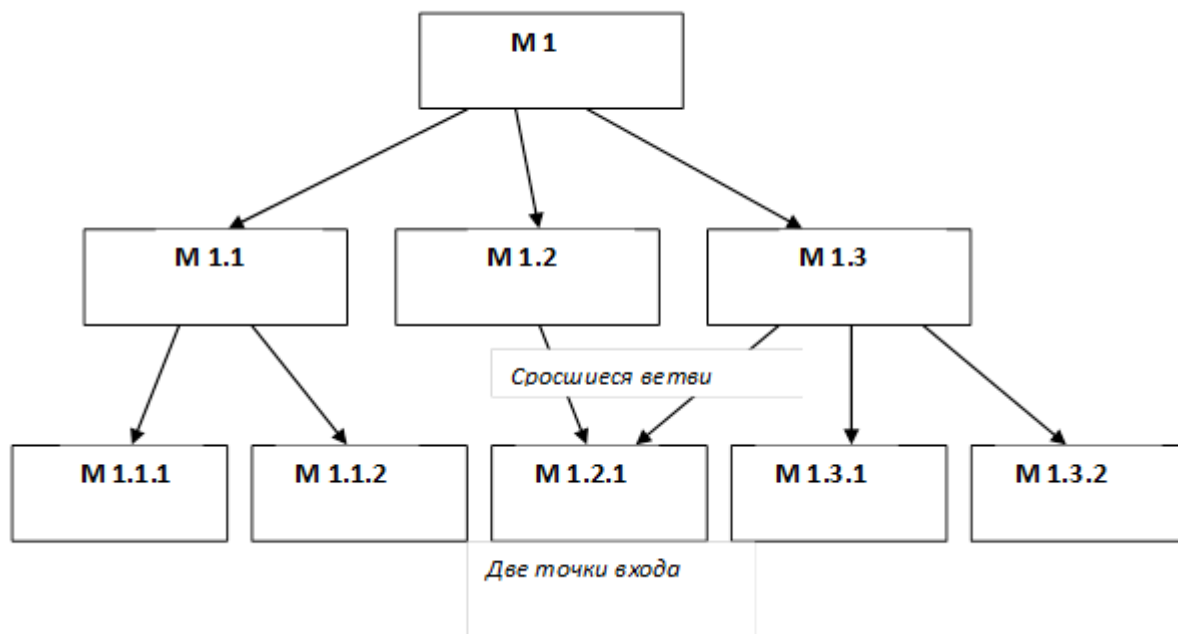 М 1
М 1.1
М 1.2
М 1.3
Сросшиеся ветви
М 1.1.1
М 1.1.2
М 1.2.1
М 1.3.1
М 1.3.2
Две точки входа